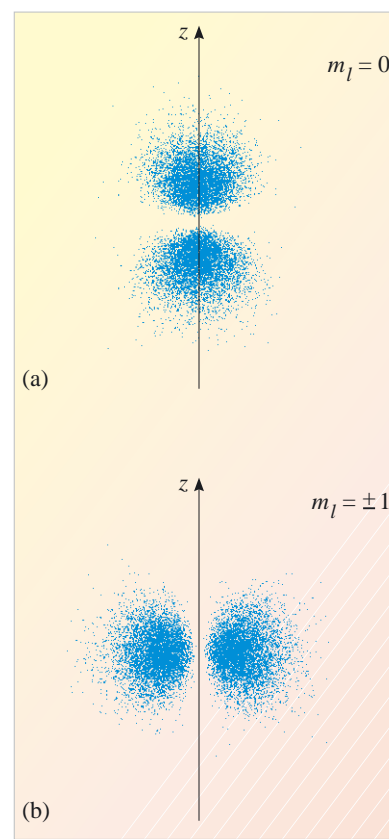 z
m_l = 0
(a)
z
m_l = ±1
(b)